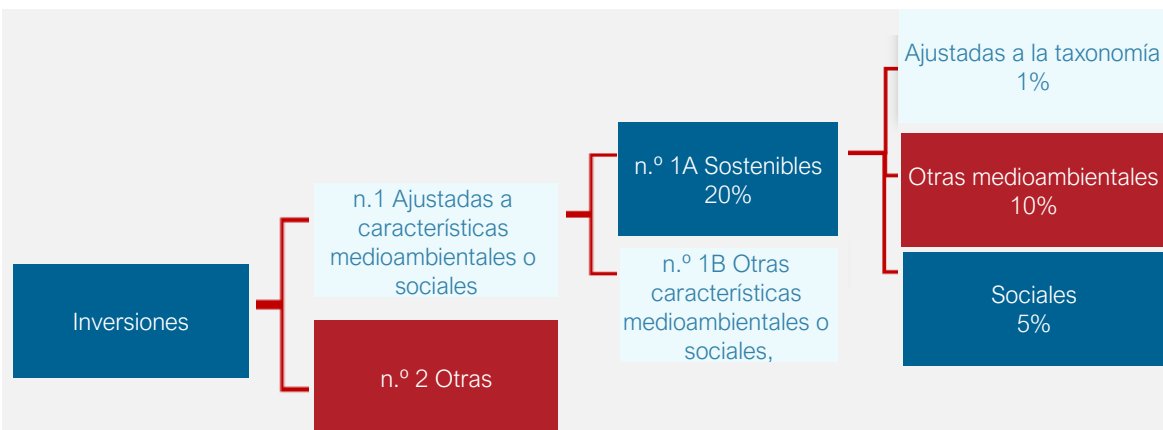 Inversiones
n.1 Ajustadas a
características
medioambientales o
sociales
n.º 2 Otras
n.º 1A Sostenibles
20%
n.º 1B Otras
características
medioambientales o
sociales,
Ajustadas a la taxonomía
1%
Otras medioambientales
10%
Sociales
5%